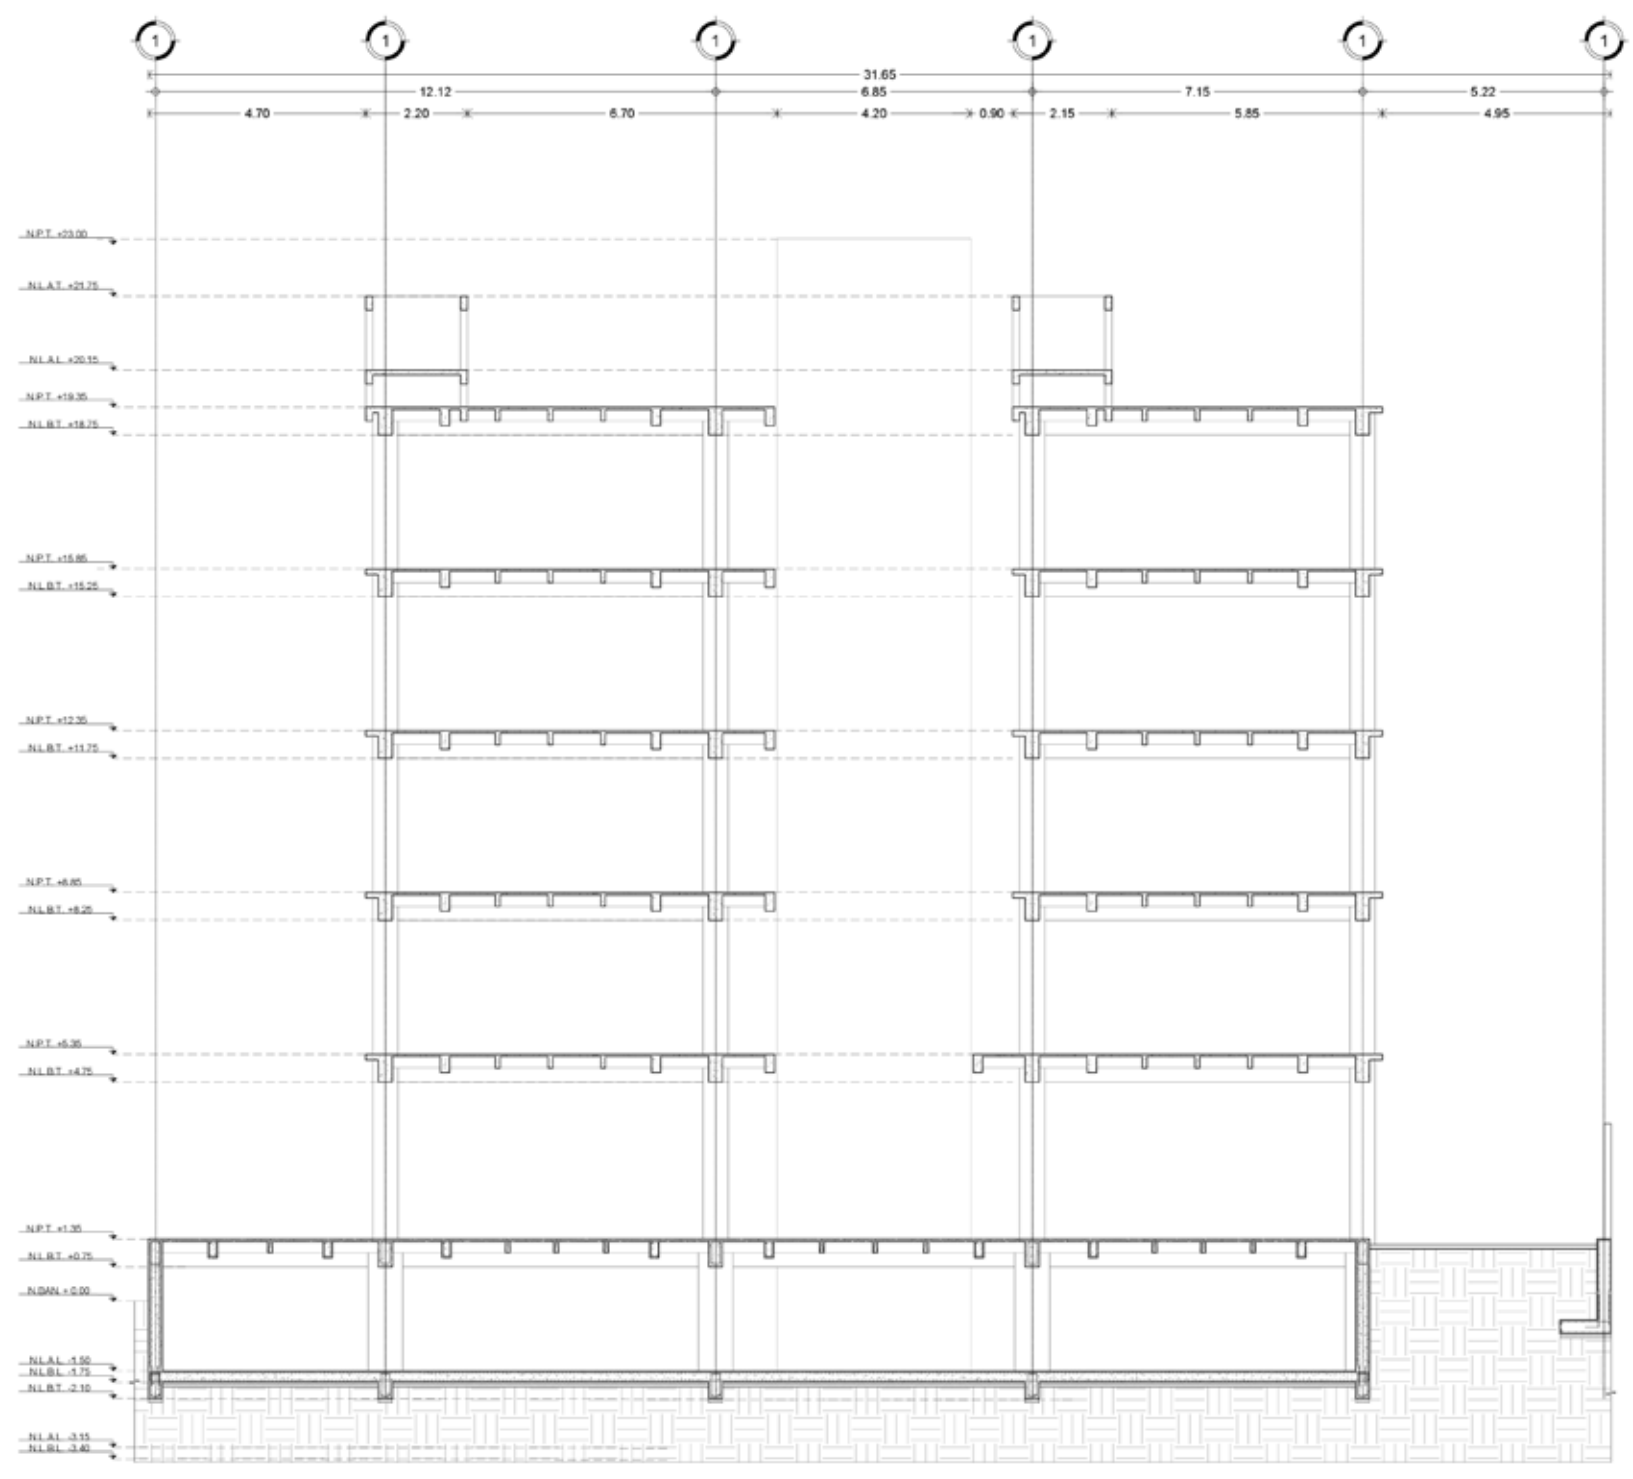 1 1 1 1 1 1
31.65
12.12 6.85 7.15 5.22
4.70 2.20 6.70 4.20 0.90 2.15 5.85 4.95
N.P.T. +23.00
N.L.A.T. +21.75
N.L.A.L. +20.15
N.P.T. +19.35
N.L.B.T. +18.75
N.P.T. +15.85
N.L.B.T. +15.25
N.P.T. +12.35
N.L.B.T. +11.75
N.P.T. +8.85
N.L.B.T. +8.25
N.P.T. +5.35
N.L.B.T. +4.75
N.P.T. +1.35
N.L.B.T. +0.75
N.BAN. + 0.00
N.L.A.L. -1.50
N.L.B.L. -1.75
N.L.B.T. -2.10
N.L.A.L. -3.15
N.L.B.L. -3.40